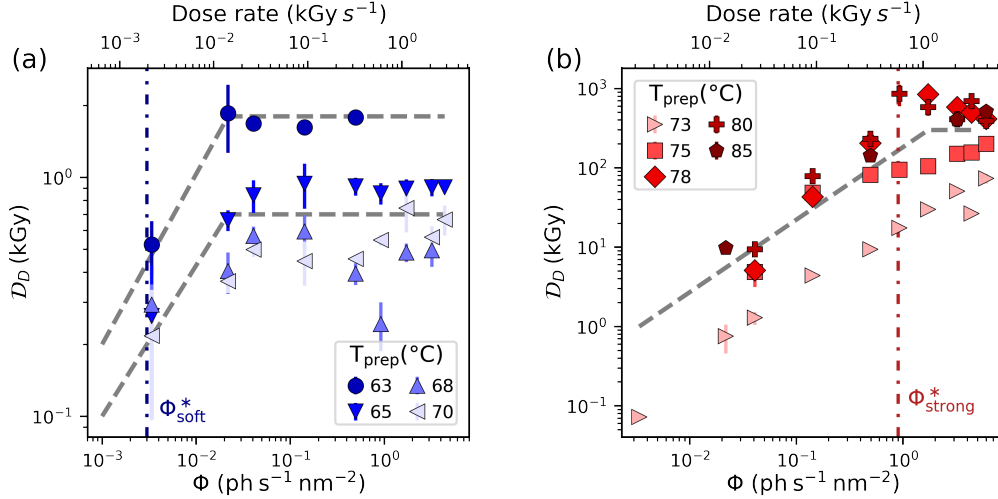 Dose rate (kGy s⁻¹)
10⁻³ 10⁻² 10⁻¹ 10⁰
(a)
10⁰
10⁻¹
𝒟_D (kGy)
T_prep(°C)
63 68
65 70
Φ*_soft
10⁻³ 10⁻² 10⁻¹ 10⁰
Φ (ph s⁻¹ nm⁻²)
Dose rate (kGy s⁻¹)
10⁻² 10⁻¹ 10⁰
(b)
10³
10²
10¹
10⁰
10⁻¹
𝒟_D (kGy)
T_prep(°C)
73 80
75 85
78
Φ*_strong
10⁻² 10⁻¹ 10⁰
Φ (ph s⁻¹ nm⁻²)